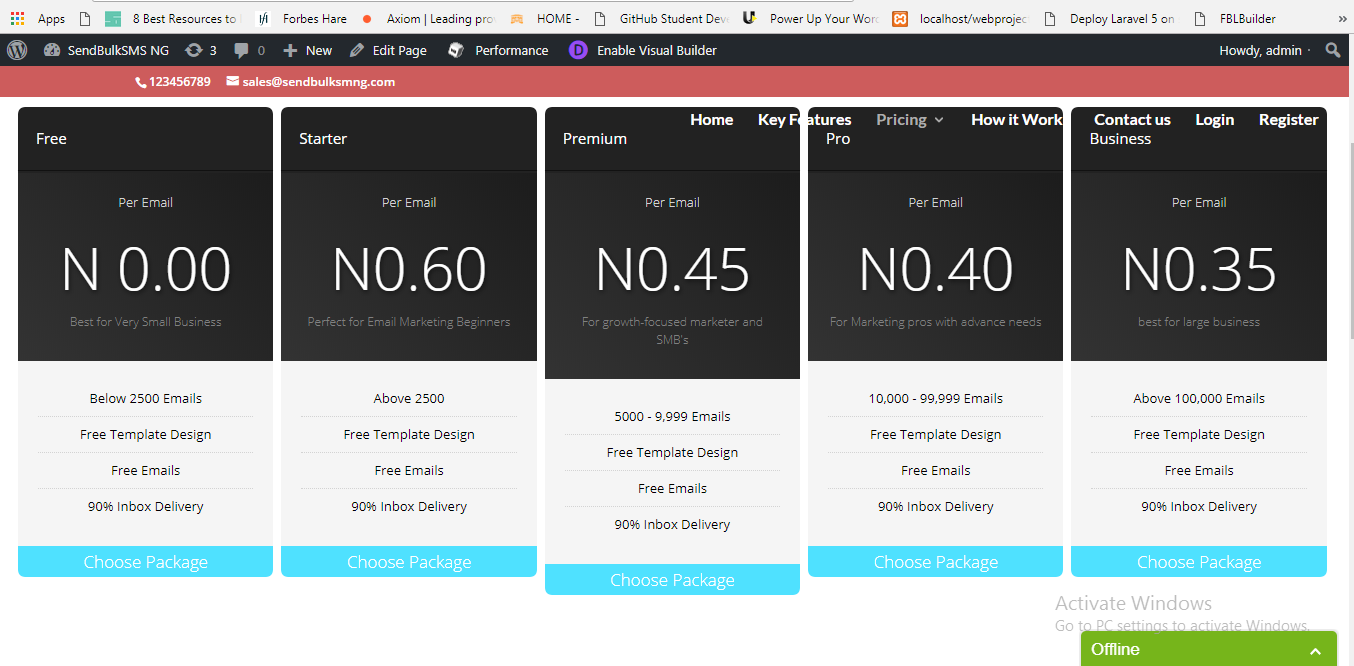 Apps 8 Best Resources to Forbes Hare Axiom | Leading pro HOME - GitHub Student Deve Power Up Your Word localhost/webprojec Deploy Laravel 5 on FBLBuilder »
SendBulkSMS NG 3 0 New Edit Page Performance D Enable Visual Builder Howdy, admin
123456789 sales@sendbulksmng.com
Home Key Features Pricing How it Work Contact us Login Register
Free Starter Premium Pro Business
Per Email Per Email Per Email Per Email Per Email
N 0.00 N0.60 N0.45 N0.40 N0.35
Best for Very Small Business Perfect for Email Marketing Beginners For growth-focused marketer and For Marketing pros with advance needs best for large business
SMB's
Below 2500 Emails Above 2500 5000 - 9,999 Emails 10,000 - 99,999 Emails Above 100,000 Emails
Free Template Design Free Template Design Free Template Design Free Template Design Free Template Design
Free Emails Free Emails Free Emails Free Emails Free Emails
90% Inbox Delivery 90% Inbox Delivery 90% Inbox Delivery 90% Inbox Delivery 90% Inbox Delivery
Choose Package Choose Package Choose Package Choose Package Choose Package
Activate Windows
Go to PC settings to activate Windows.
Offline